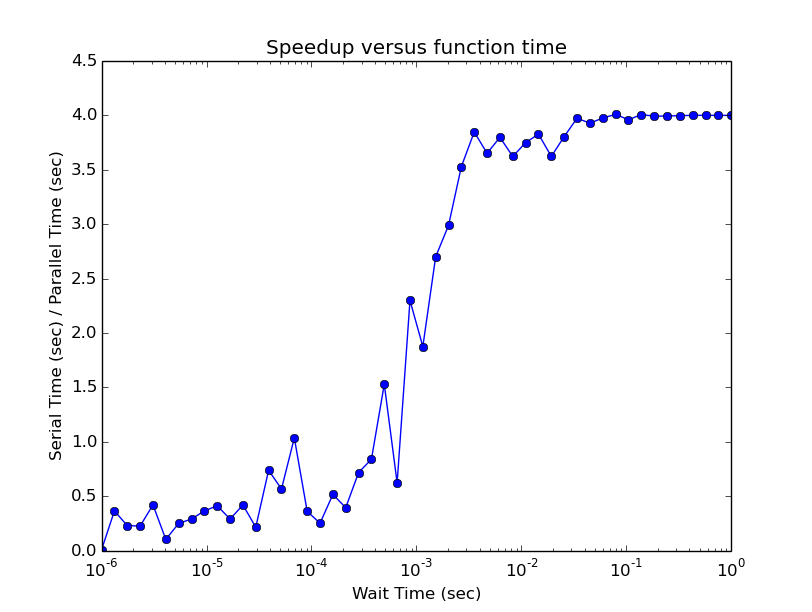 Speedup versus function time
4.5
4.0
3.5
3.0
2.5
2.0
1.5
1.0
0.5
0.0
Serial Time (sec) / Parallel Time (sec)
10⁻⁶ 10⁻⁵ 10⁻⁴ 10⁻³ 10⁻² 10⁻¹ 10⁰
Wait Time (sec)